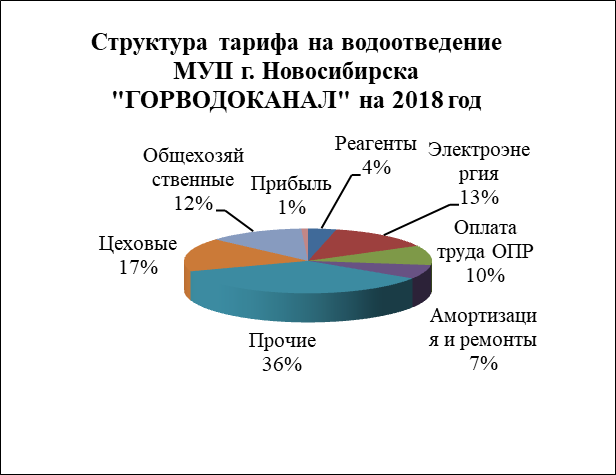 Структура тарифа на водоотведение
МУП г. Новосибирска
"ГОРВОДОКАНАЛ" на 2018 год
Реагенты
4%
Электроэне
ргия
13%
Оплата
труда ОПР
10%
Амортизаци
я и ремонты
7%
Прочие
36%
Цеховые
17%
Общехозяй
ственные
12%
Прибыль
1%